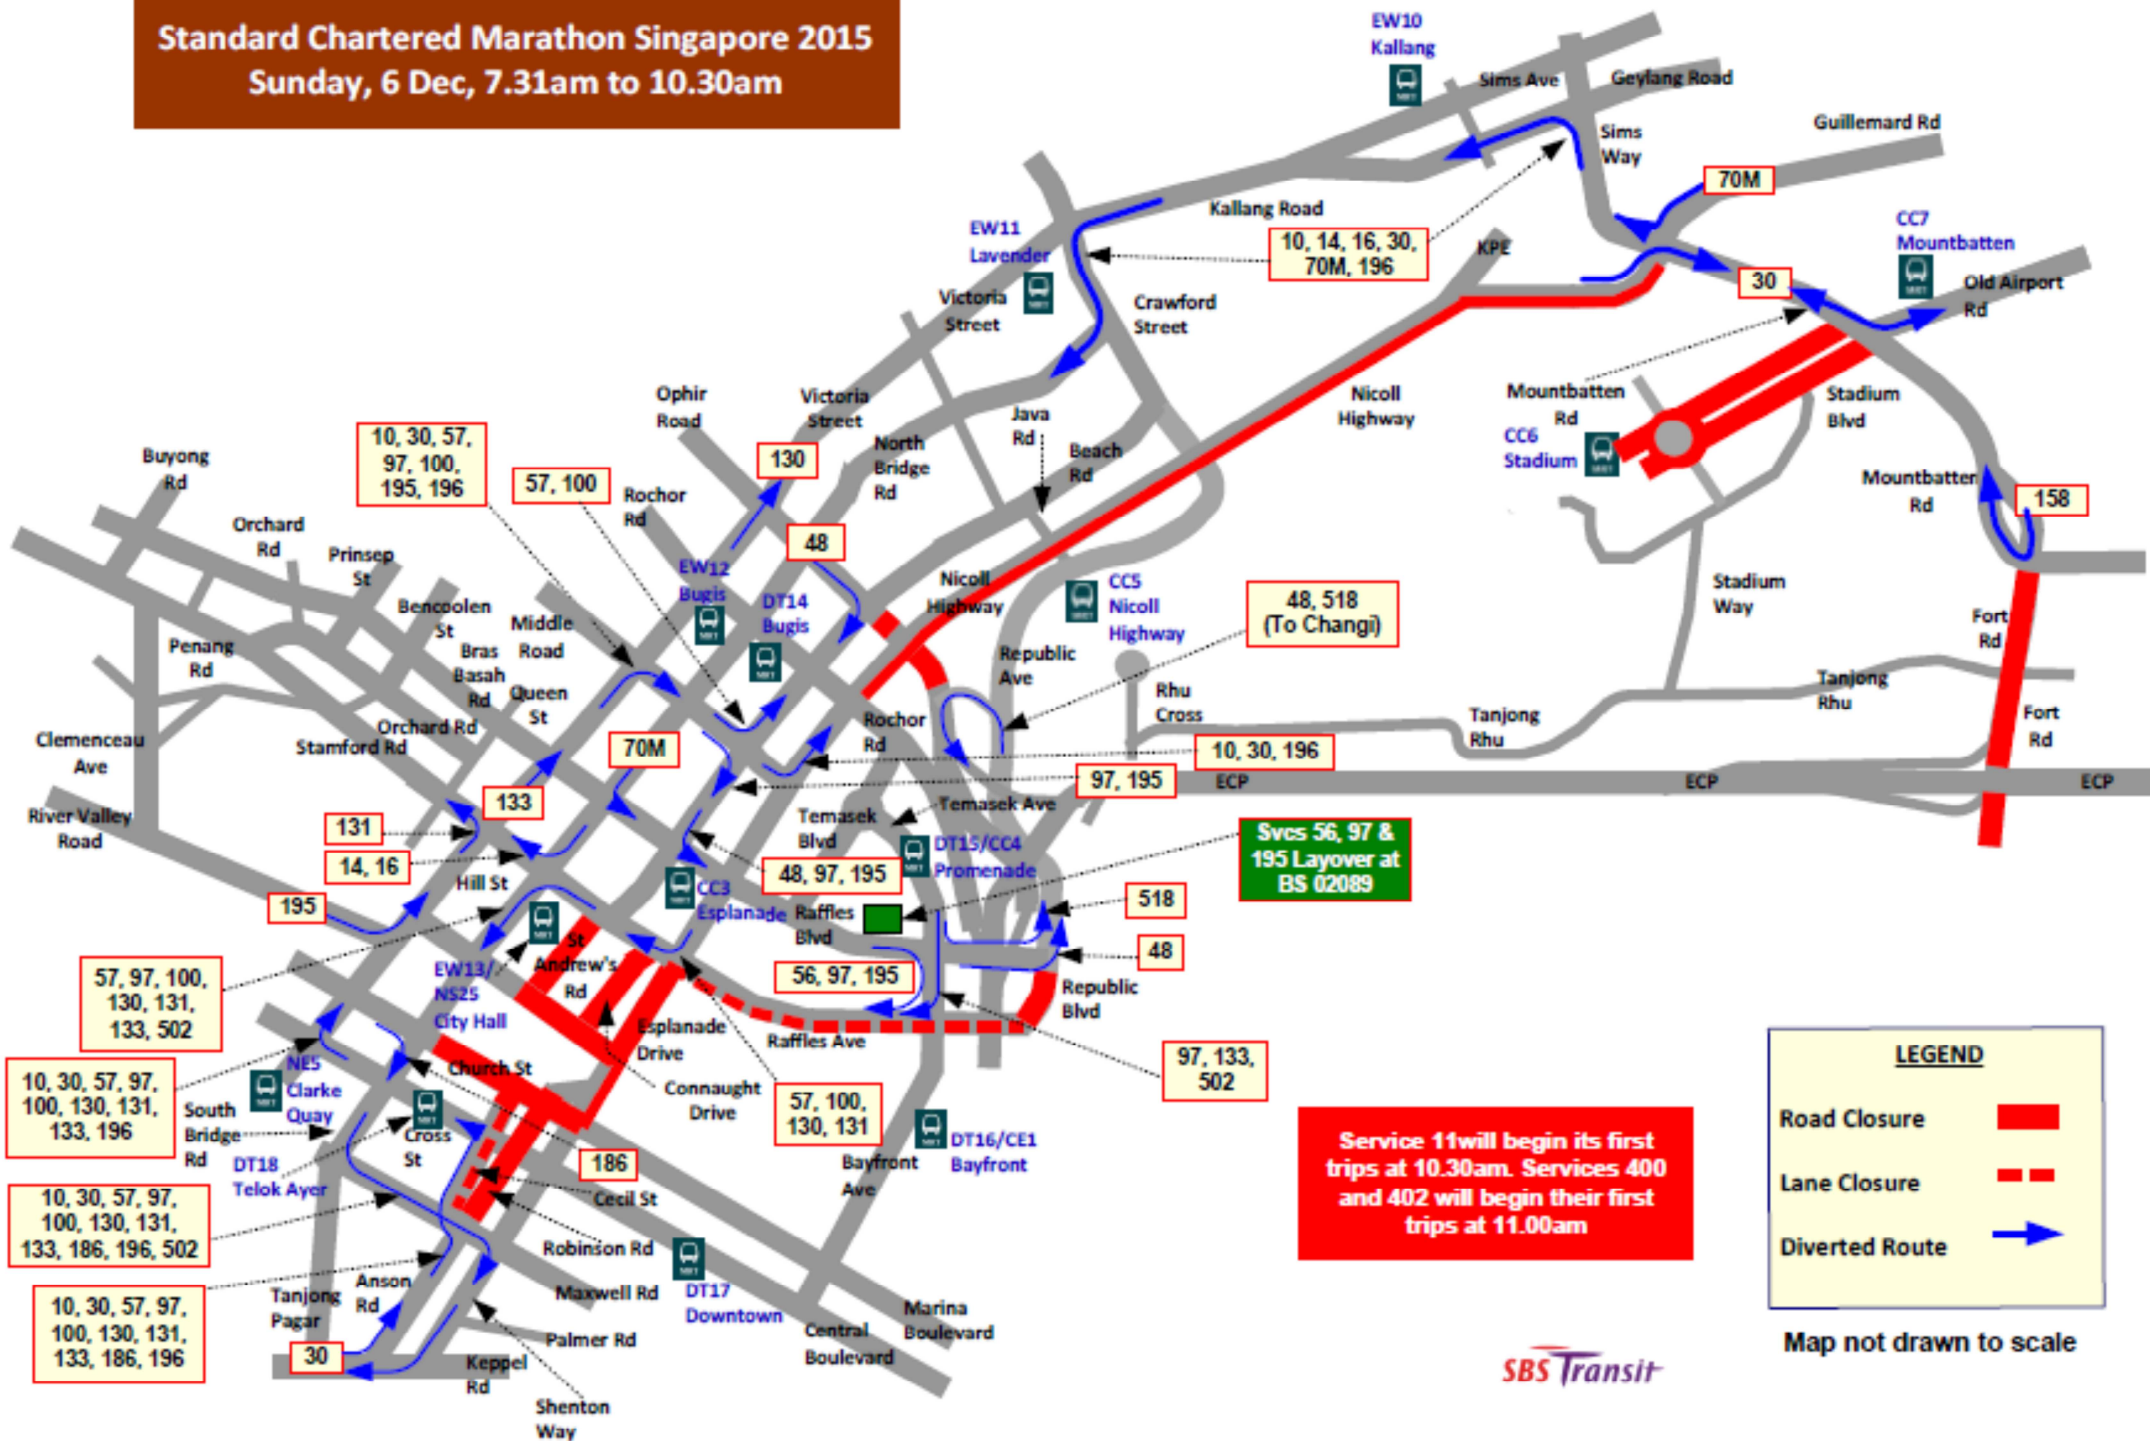 Standard Chartered Marathon Singapore 2015
Sunday, 6 Dec, 7.31am to 10.30am
EW10
Kallang
Sims Ave
Geylang Road
Guillemard Rd
Sims
Way
70M
Kallang Road
CC7
Mountbatten
EW11
Lavender
10, 14, 16, 30,
70M, 196
KPE
30
Old Airport
Rd
Victoria
Street
Crawford
Street
Ophir
Road
Victoria
Street
Java
Rd
Nicoll
Highway
Mountbatten
Rd
Stadium
Blvd
CC6
Stadium
10, 30, 57,
97, 100,
195, 196
57, 100
130
North
Bridge
Rd
Beach
Rd
Mountbatten
Rd
158
Buyong
Rd
Rochor
Rd
Orchard
Rd
Prinsep
St
48
EW12
Bugis
DT14
Bugis
Nicoll
Highway
CC5
Nicoll
Highway
48, 518
(To Changi)
Stadium
Way
Fort
Rd
Bencoolen
St
Middle
Road
Penang
Rd
Bras
Basah
Rd
Queen
St
Republic
Ave
Rhu
Cross
Tanjong
Rhu
Tanjong
Rhu
Fort
Rd
Orchard Rd
Stamford Rd
Clemenceau
Ave
70M
Rochor
Rd
10, 30, 196
97, 195
ECP
ECP
ECP
River Valley
Road
133
131
14, 16
Temasek Ave
Temasek
Blvd
DT15/CC4
Promenade
Svcs 56, 97 &
195 Layover at
BS 02089
Hill St
48, 97, 195
CC3
Esplanade
Raffles
Blvd
518
195
48
St
Andrew's
Rd
EW13/
NS25
City Hall
56, 97, 195
57, 97, 100,
130, 131,
133, 502
Republic
Blvd
Esplanade
Drive
Raffles Ave
97, 133,
502
LEGEND
Road Closure
Lane Closure
Diverted Route
Church St
Connaught
Drive
NE5
Clarke
Quay
10, 30, 57, 97,
100, 130, 131,
133, 196
57, 100,
130, 131
South
Bridge
Rd
Cross
St
DT18
Telok Ayer
186
DT16/CE1
Bayfront
Bayfront
Ave
Service 11will begin its first
trips at 10.30am. Services 400
and 402 will begin their first
trips at 11.00am
10, 30, 57, 97,
100, 130, 131,
133, 186, 196, 502
Cecil St
Robinson Rd
Maxwell Rd
DT17
Downtown
Anson
Rd
Tanjong
Pagar
10, 30, 57, 97,
100, 130, 131,
133, 186, 196
Palmer Rd
Central
Boulevard
Marina
Boulevard
30
Keppel
Rd
Shenton
Way
Map not drawn to scale
SBS Transit